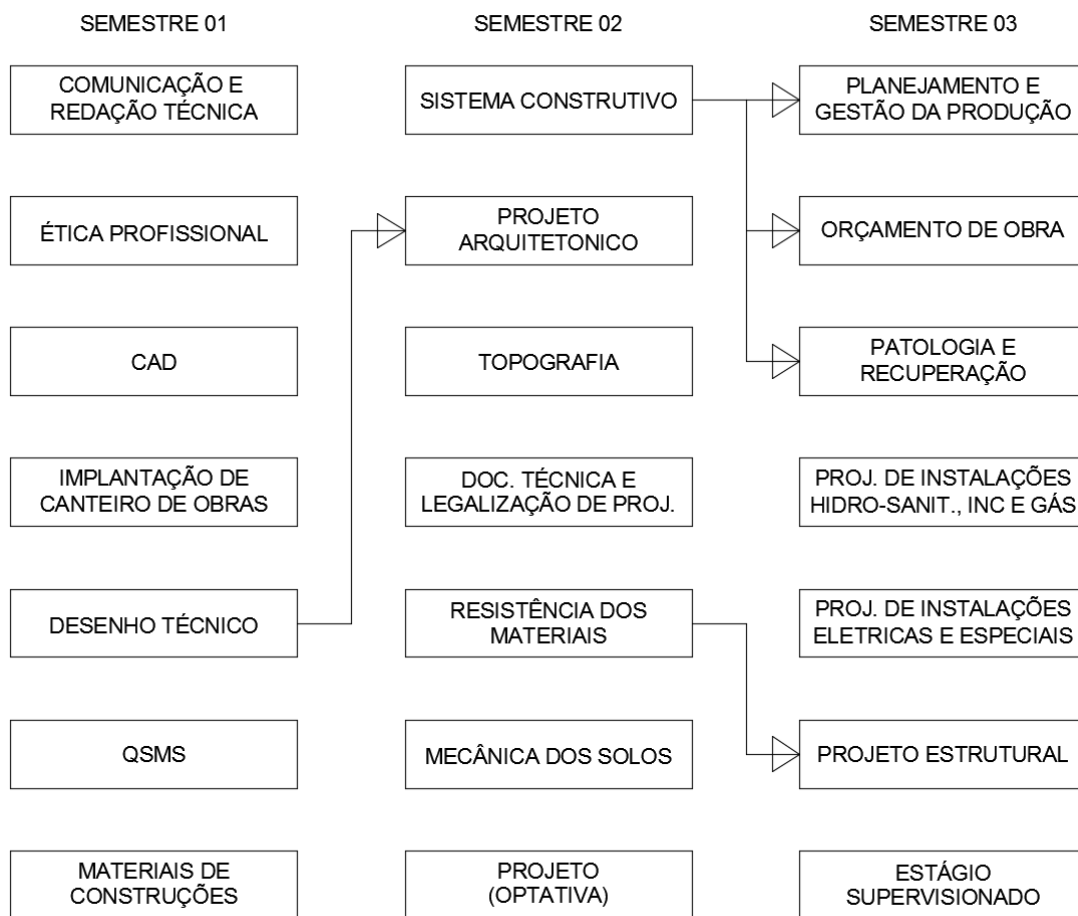 SEMESTRE 01
SEMESTRE 02
SEMESTRE 03
COMUNICAÇÃO E
REDAÇÃO TÉCNICA
SISTEMA CONSTRUTIVO
PLANEJAMENTO E
GESTÃO DA PRODUÇÃO
ÉTICA PROFISSIONAL
PROJETO
ARQUITETONICO
ORÇAMENTO DE OBRA
CAD
TOPOGRAFIA
PATOLOGIA E
RECUPERAÇÃO
IMPLANTAÇÃO DE
CANTEIRO DE OBRAS
DOC. TÉCNICA E
LEGALIZAÇÃO DE PROJ.
PROJ. DE INSTALAÇÕES
HIDRO-SANIT., INC E GÁS
DESENHO TÉCNICO
RESISTÊNCIA DOS
MATERIAIS
PROJ. DE INSTALAÇÕES
ELETRICAS E ESPECIAIS
QSMS
MECÂNICA DOS SOLOS
PROJETO ESTRUTURAL
MATERIAIS DE
CONSTRUÇÕES
PROJETO
(OPTATIVA)
ESTÁGIO
SUPERVISIONADO